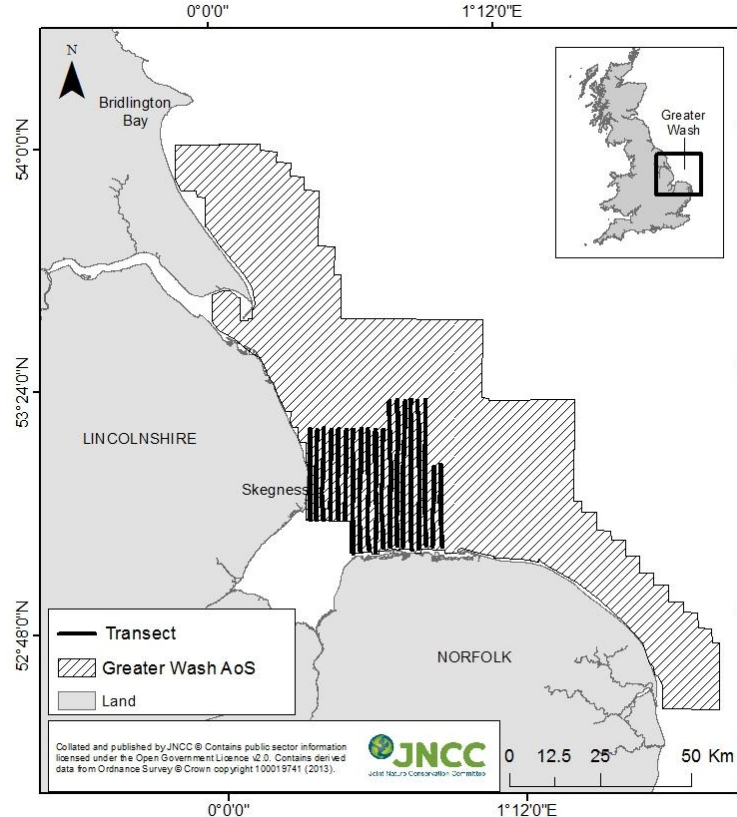 0°0'0"
1°12'0"E
N
Bridlington
Bay
Greater
Wash
54°0'0"N
53°24'0"N
LINCOLNSHIRE
Skegness
52°48'0"N
Transect
Greater Wash AoS
Land
NORFOLK
Collated and published by JNCC © Contains public sector information
licensed under the Open Government Licence v2.0. Contains derived
data from Ordnance Survey © Crown copyright 100019741 (2013).
JNCC
Joint Nature Conservation Committee
0 12.5 25 50 Km
0°0'0"
1°12'0"E